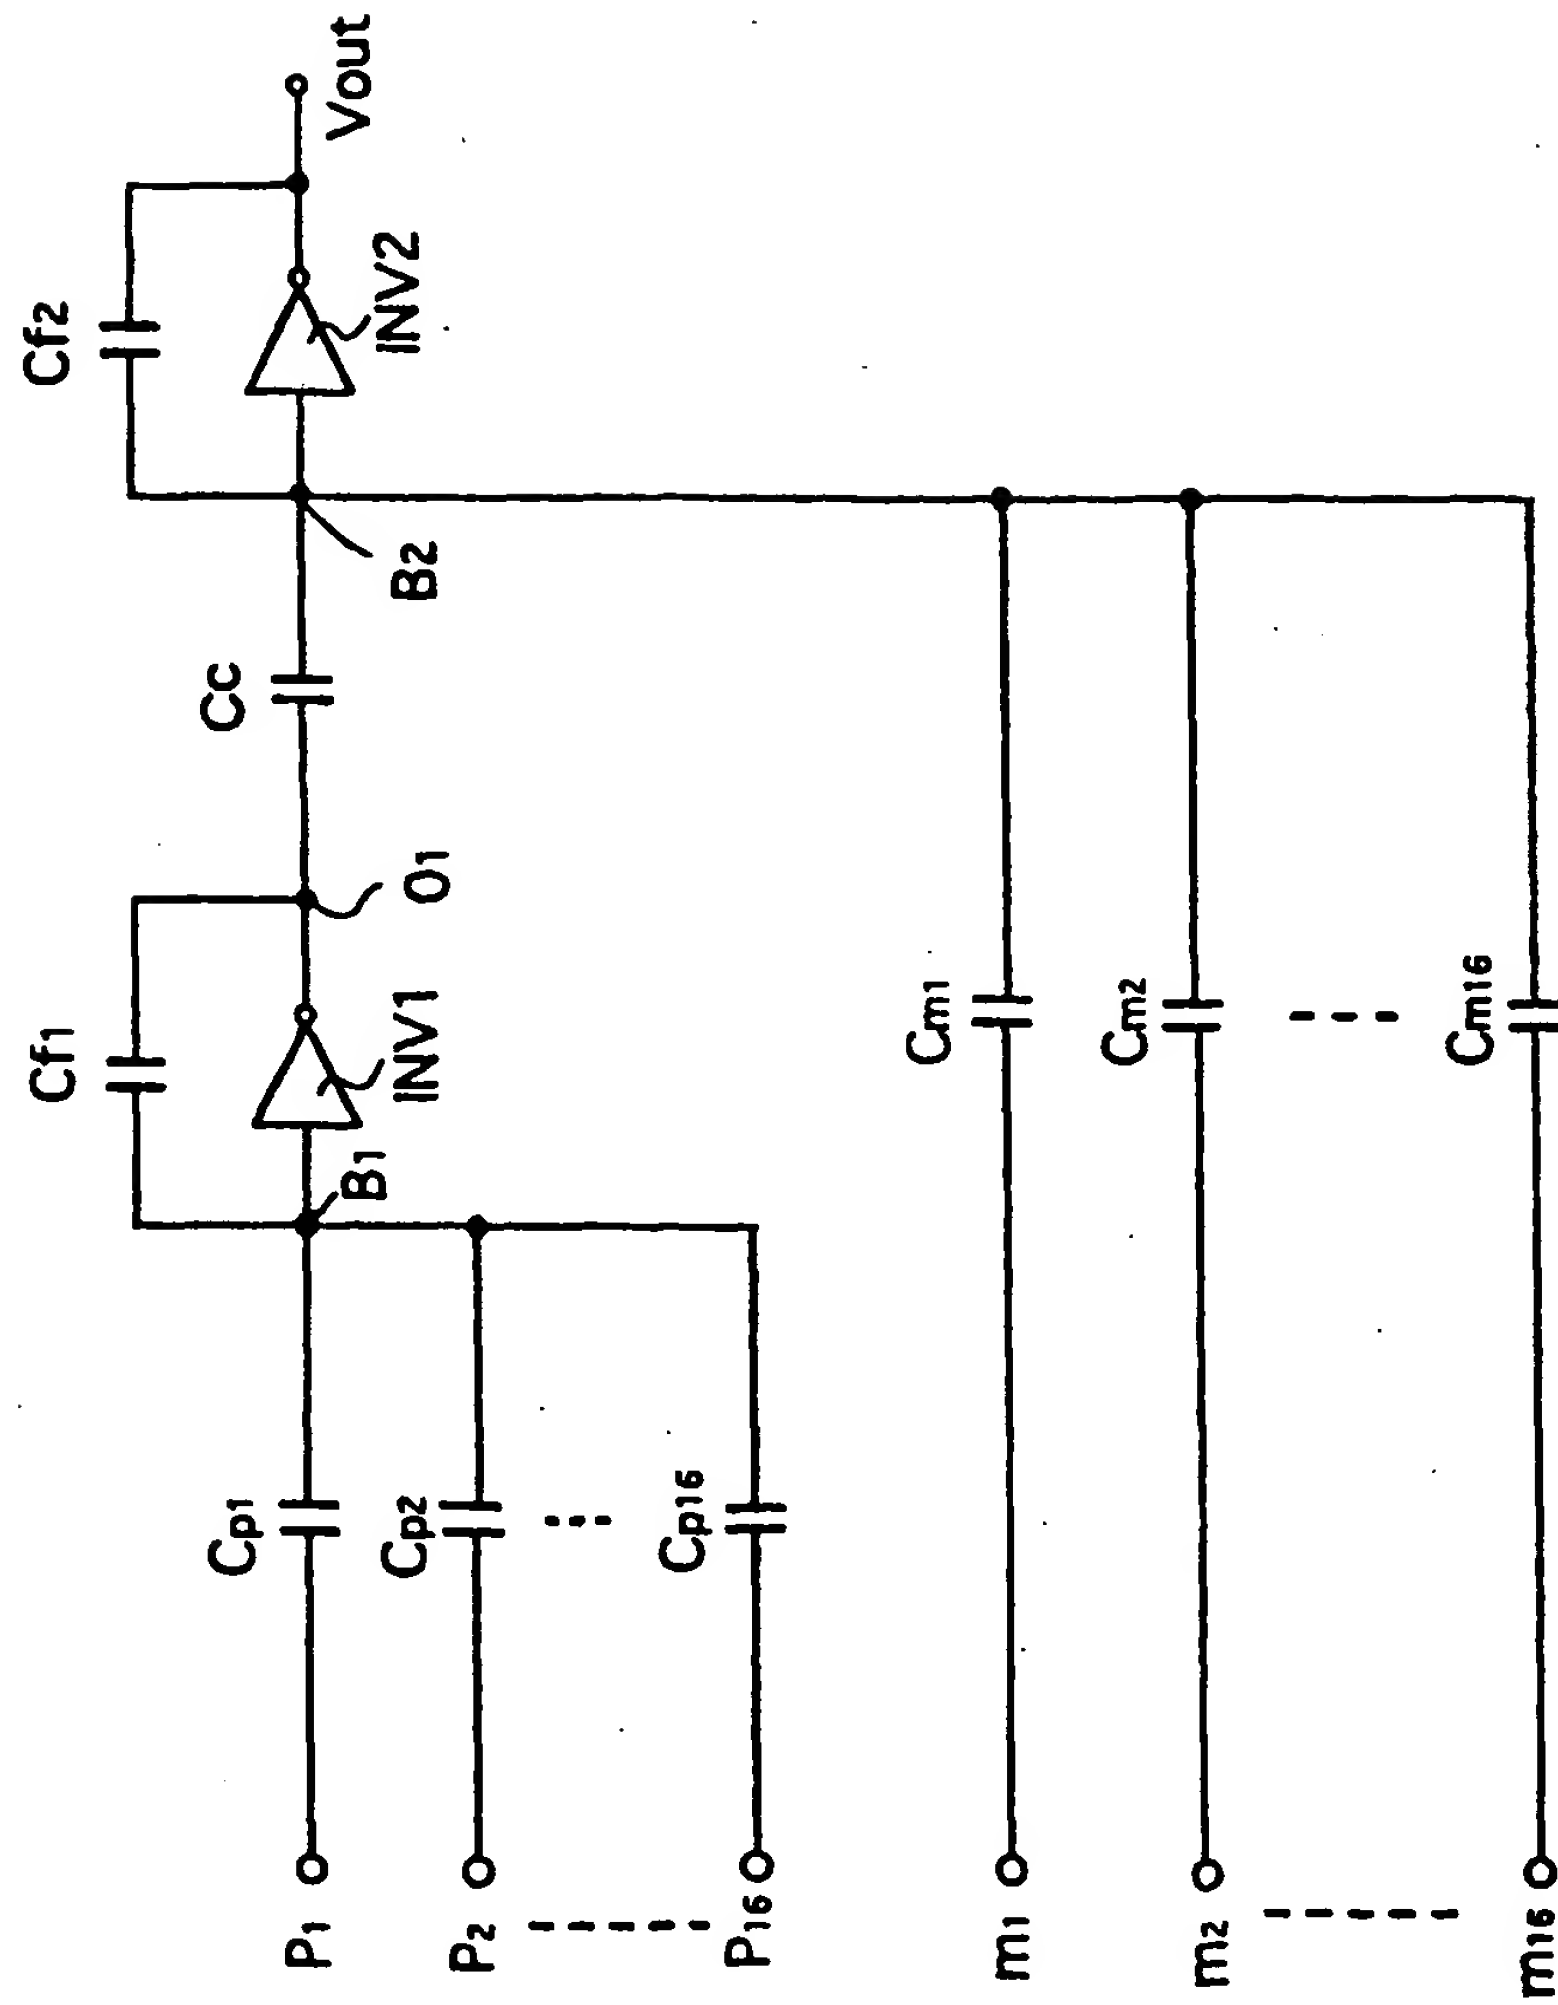 Cf1
Cf2
Cp1
INV1
Cc
INV2
Vout
P1
B1
O1
B2
Cp2
P2
Cp16
P16
Cm1
m1
Cm2
m2
Cm16
m16